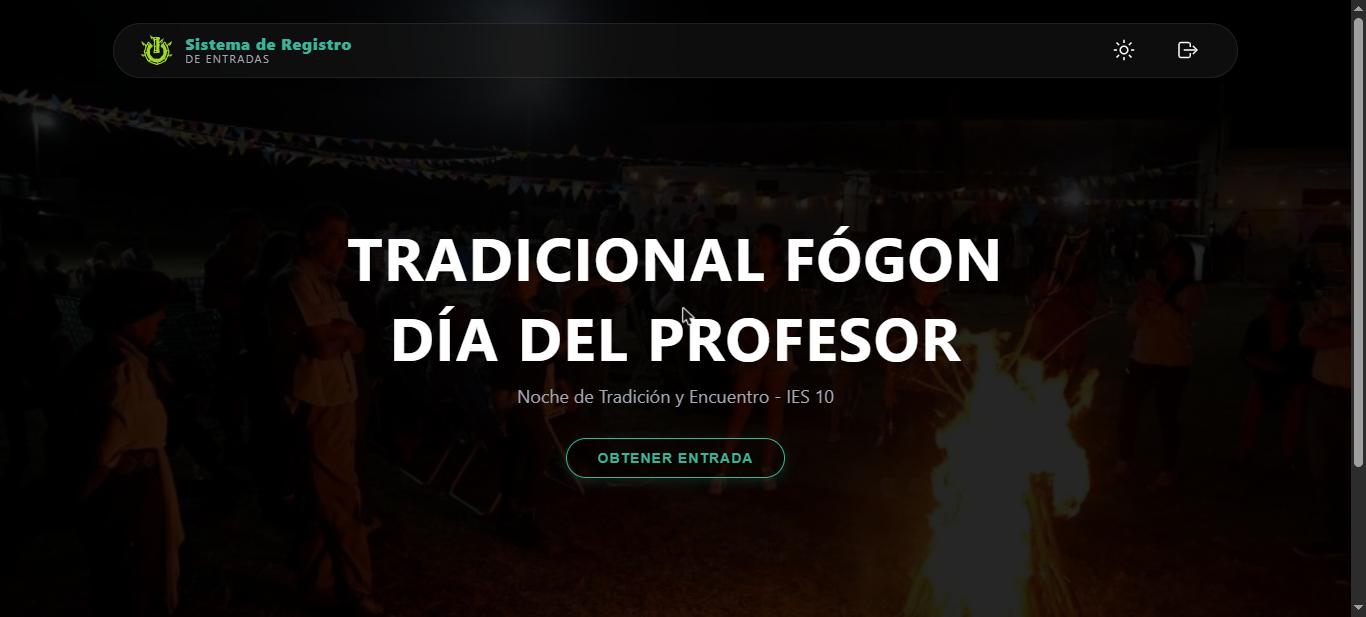 Sistema de Registro
DE ENTRADAS
TRADICIONAL FÓGON
DÍA DEL PROFESOR
Noche de Tradición y Encuentro - IES 10
OBTENER ENTRADA